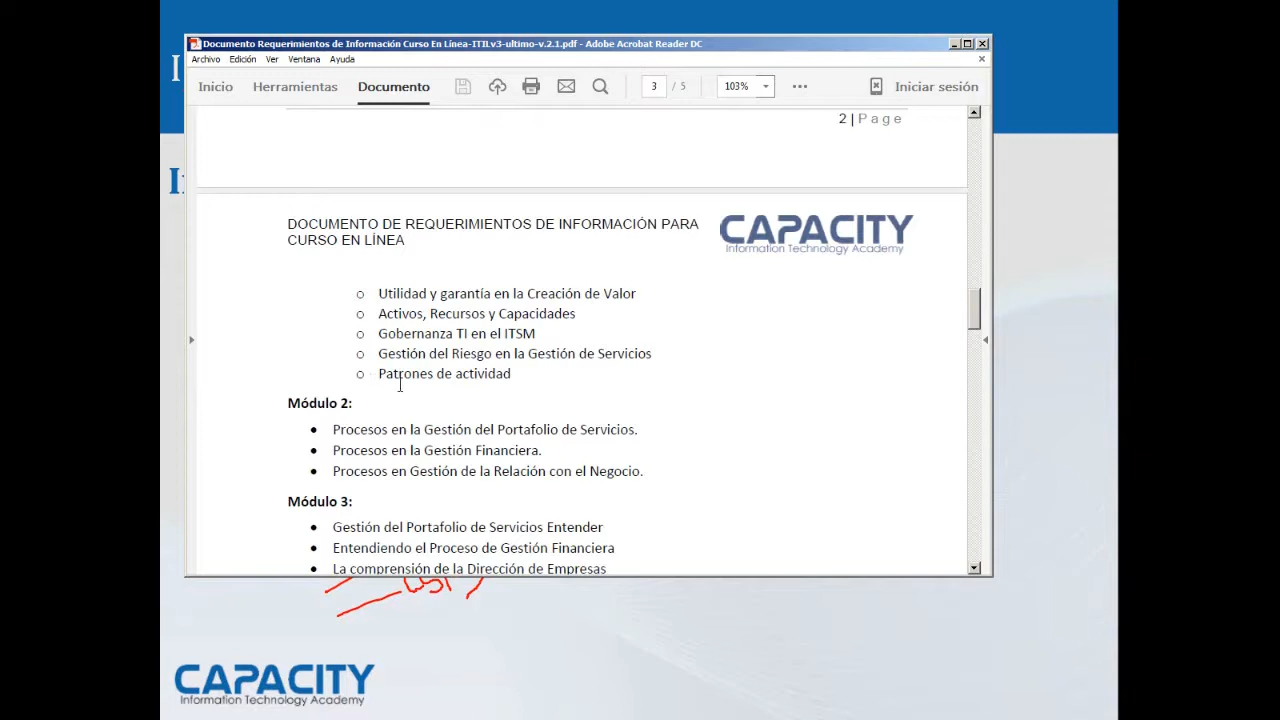 I
In
Documento Requerimientos de Información Curso En Línea-ITILv3-ultimo-v.2.1.pdf - Adobe Acrobat Reader DC
Archivo Edición Ver Ventana Ayuda
Inicio Herramientas Documento 3 / 5 103% Iniciar sesión
2 | Page
DOCUMENTO DE REQUERIMIENTOS DE INFORMACIÓN PARA
CURSO EN LÍNEA
CAPACITY
Information Technology Academy
o Utilidad y garantía en la Creación de Valor
o Activos, Recursos y Capacidades
o Gobernanza TI en el ITSM
o Gestión del Riesgo en la Gestión de Servicios
o Patrones de actividad
Módulo 2:
• Procesos en la Gestión del Portafolio de Servicios.
• Procesos en la Gestión Financiera.
• Procesos en Gestión de la Relación con el Negocio.
Módulo 3:
• Gestión del Portafolio de Servicios Entender
• Entendiendo el Proceso de Gestión Financiera
• La comprensión de la Dirección de Empresas
CAPACITY
Information Technology Academy